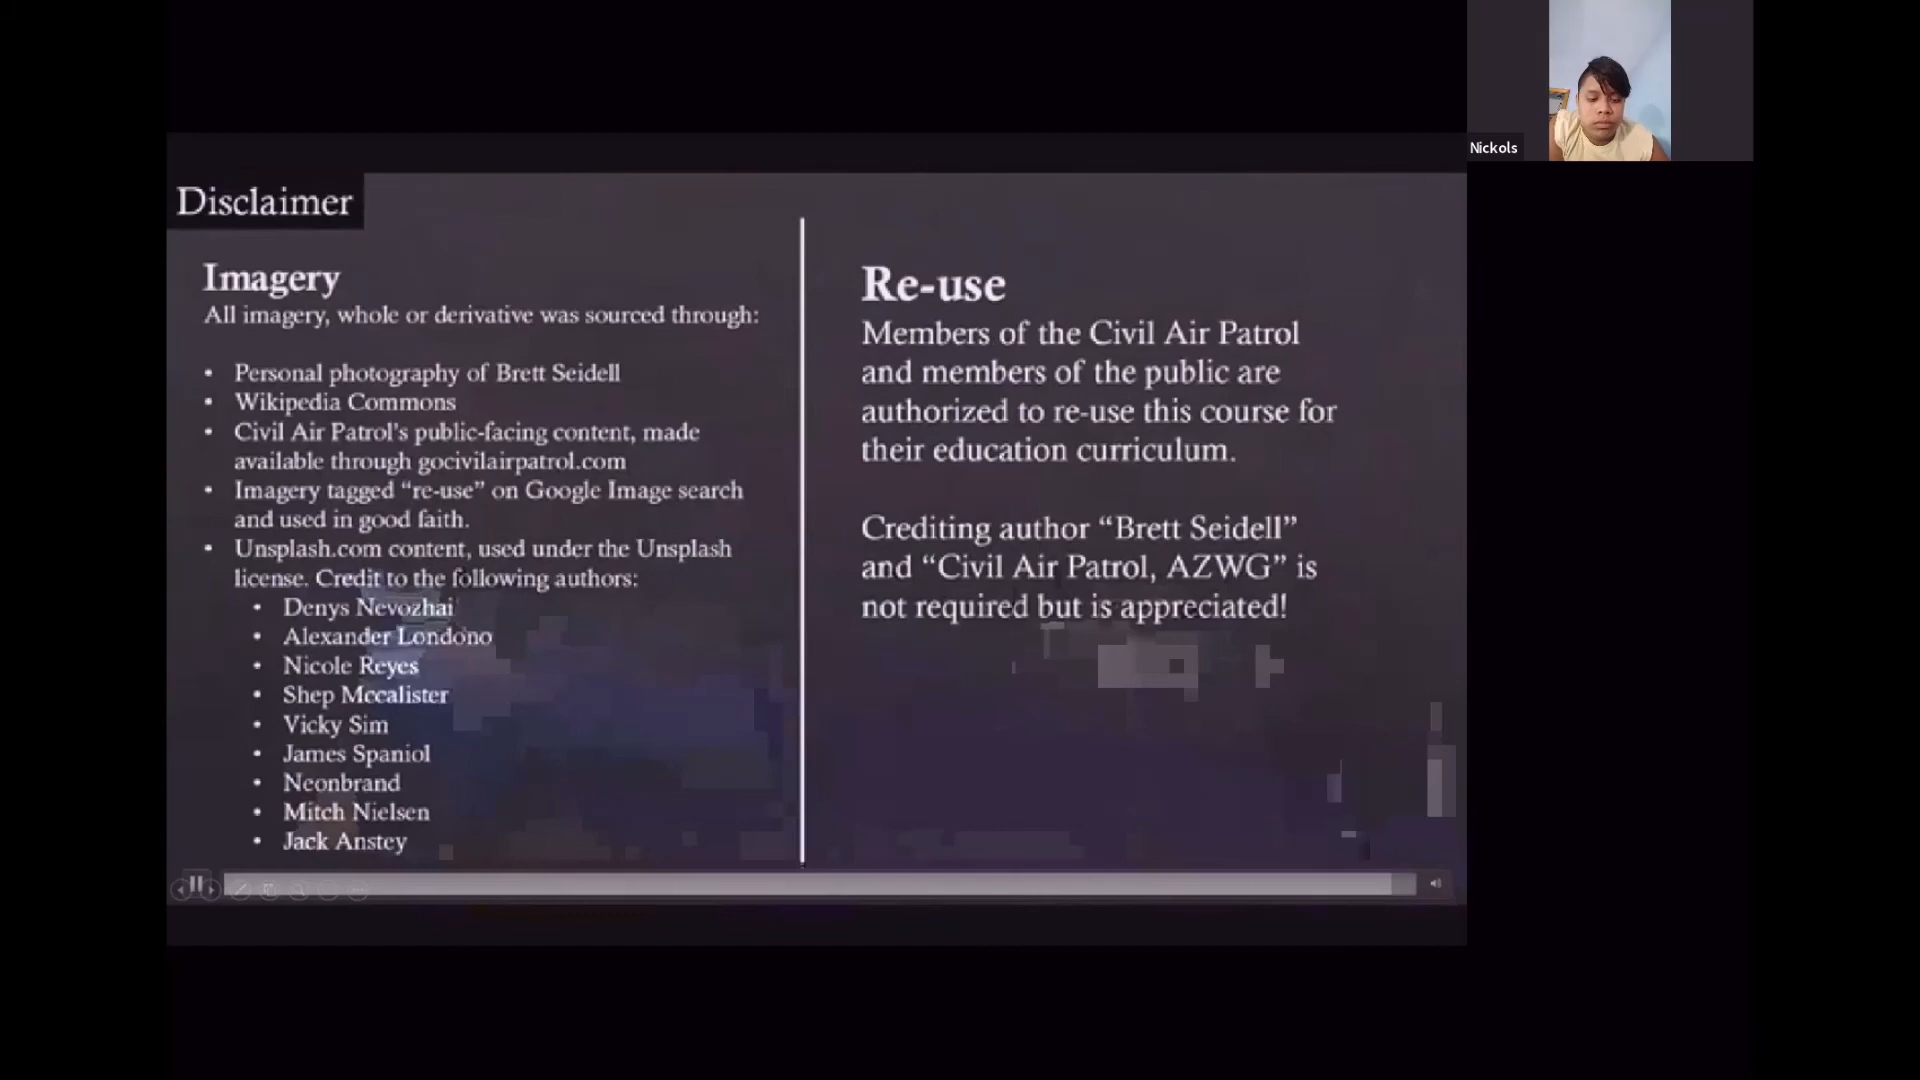 Nickols
Disclaimer
Imagery
All imagery, whole or derivative was sourced through:
• Personal photography of Brett Seidell
• Wikipedia Commons
• Civil Air Patrol's public-facing content, made
available through gocivilairpatrol.com
• Imagery tagged “re-use” on Google Image search
and used in good faith.
• Unsplash.com content, used under the Unsplash
license. Credit to the following authors:
• Denys Nevozhai
• Alexander Londono
• Nicole Reyes
• Shep Mccalister
• Vicky Sim
• James Spaniol
• Neonbrand
• Mitch Nielsen
• Jack Anstey
Re-use
Members of the Civil Air Patrol
and members of the public are
authorized to re-use this course for
their education curriculum.
Crediting author “Brett Seidell”
and “Civil Air Patrol, AZWG” is
not required but is appreciated!